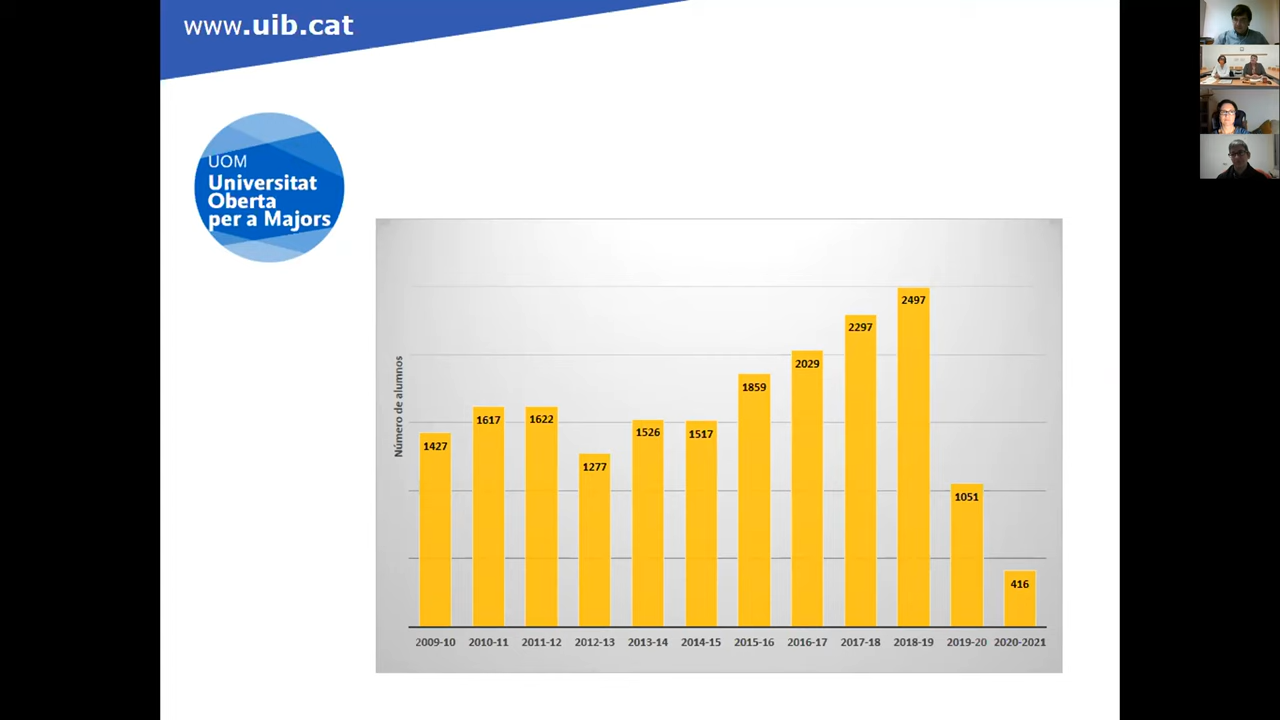 www.uib.cat
UOM
Universitat
Oberta
per a Majors
Número de alumnos
1427
1617
1622
1277
1526
1517
1859
2029
2297
2497
1051
416
2009-10 2010-11 2011-12 2012-13 2013-14 2014-15 2015-16 2016-17 2017-18 2018-19 2019-20 2020-2021